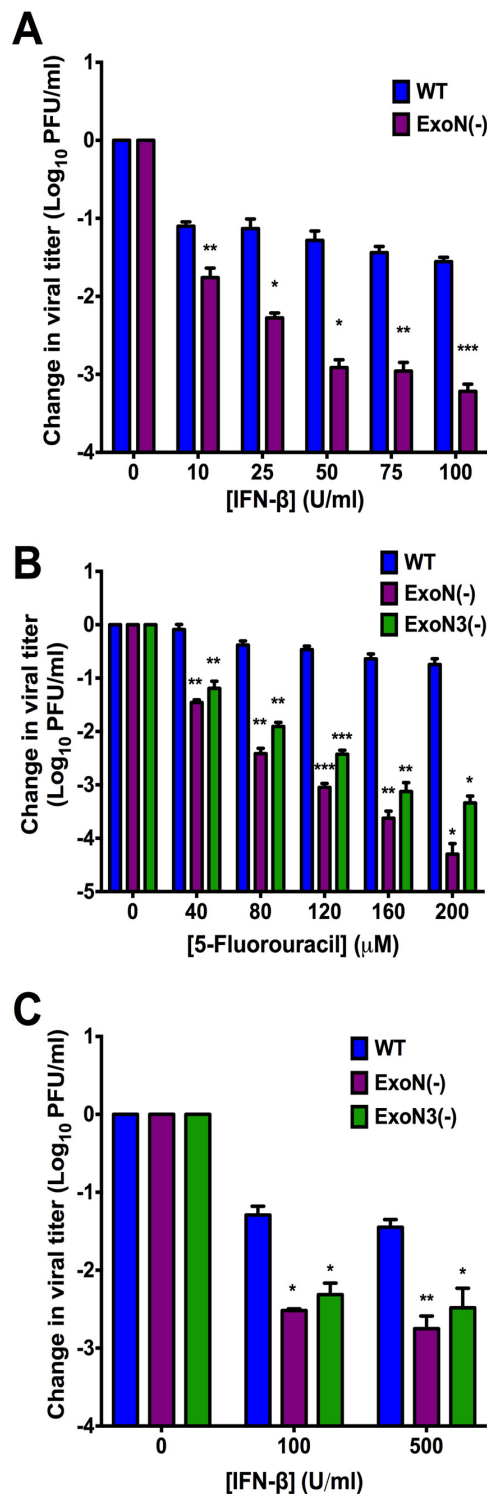 A
Change in viral titer (Log10 PFU/ml)
1
0
-1
-2
-3
-4
WT
ExoN(-)
**
*
*
**
***
0 10 25 50 75 100
[IFN-β] (U/ml)
B
Change in viral titer
(Log10 PFU/ml)
1
0
-1
-2
-3
-4
-5
WT
ExoN(-)
ExoN3(-)
** **
** **
*** ***
** **
* *
0 40 80 120 160 200
[5-Fluorouracil] (μM)
C
Change in viral titer (Log10 PFU/ml)
1
0
-1
-2
-3
-4
WT
ExoN(-)
ExoN3(-)
* *
** *
0 100 500
[IFN-β] (U/ml)